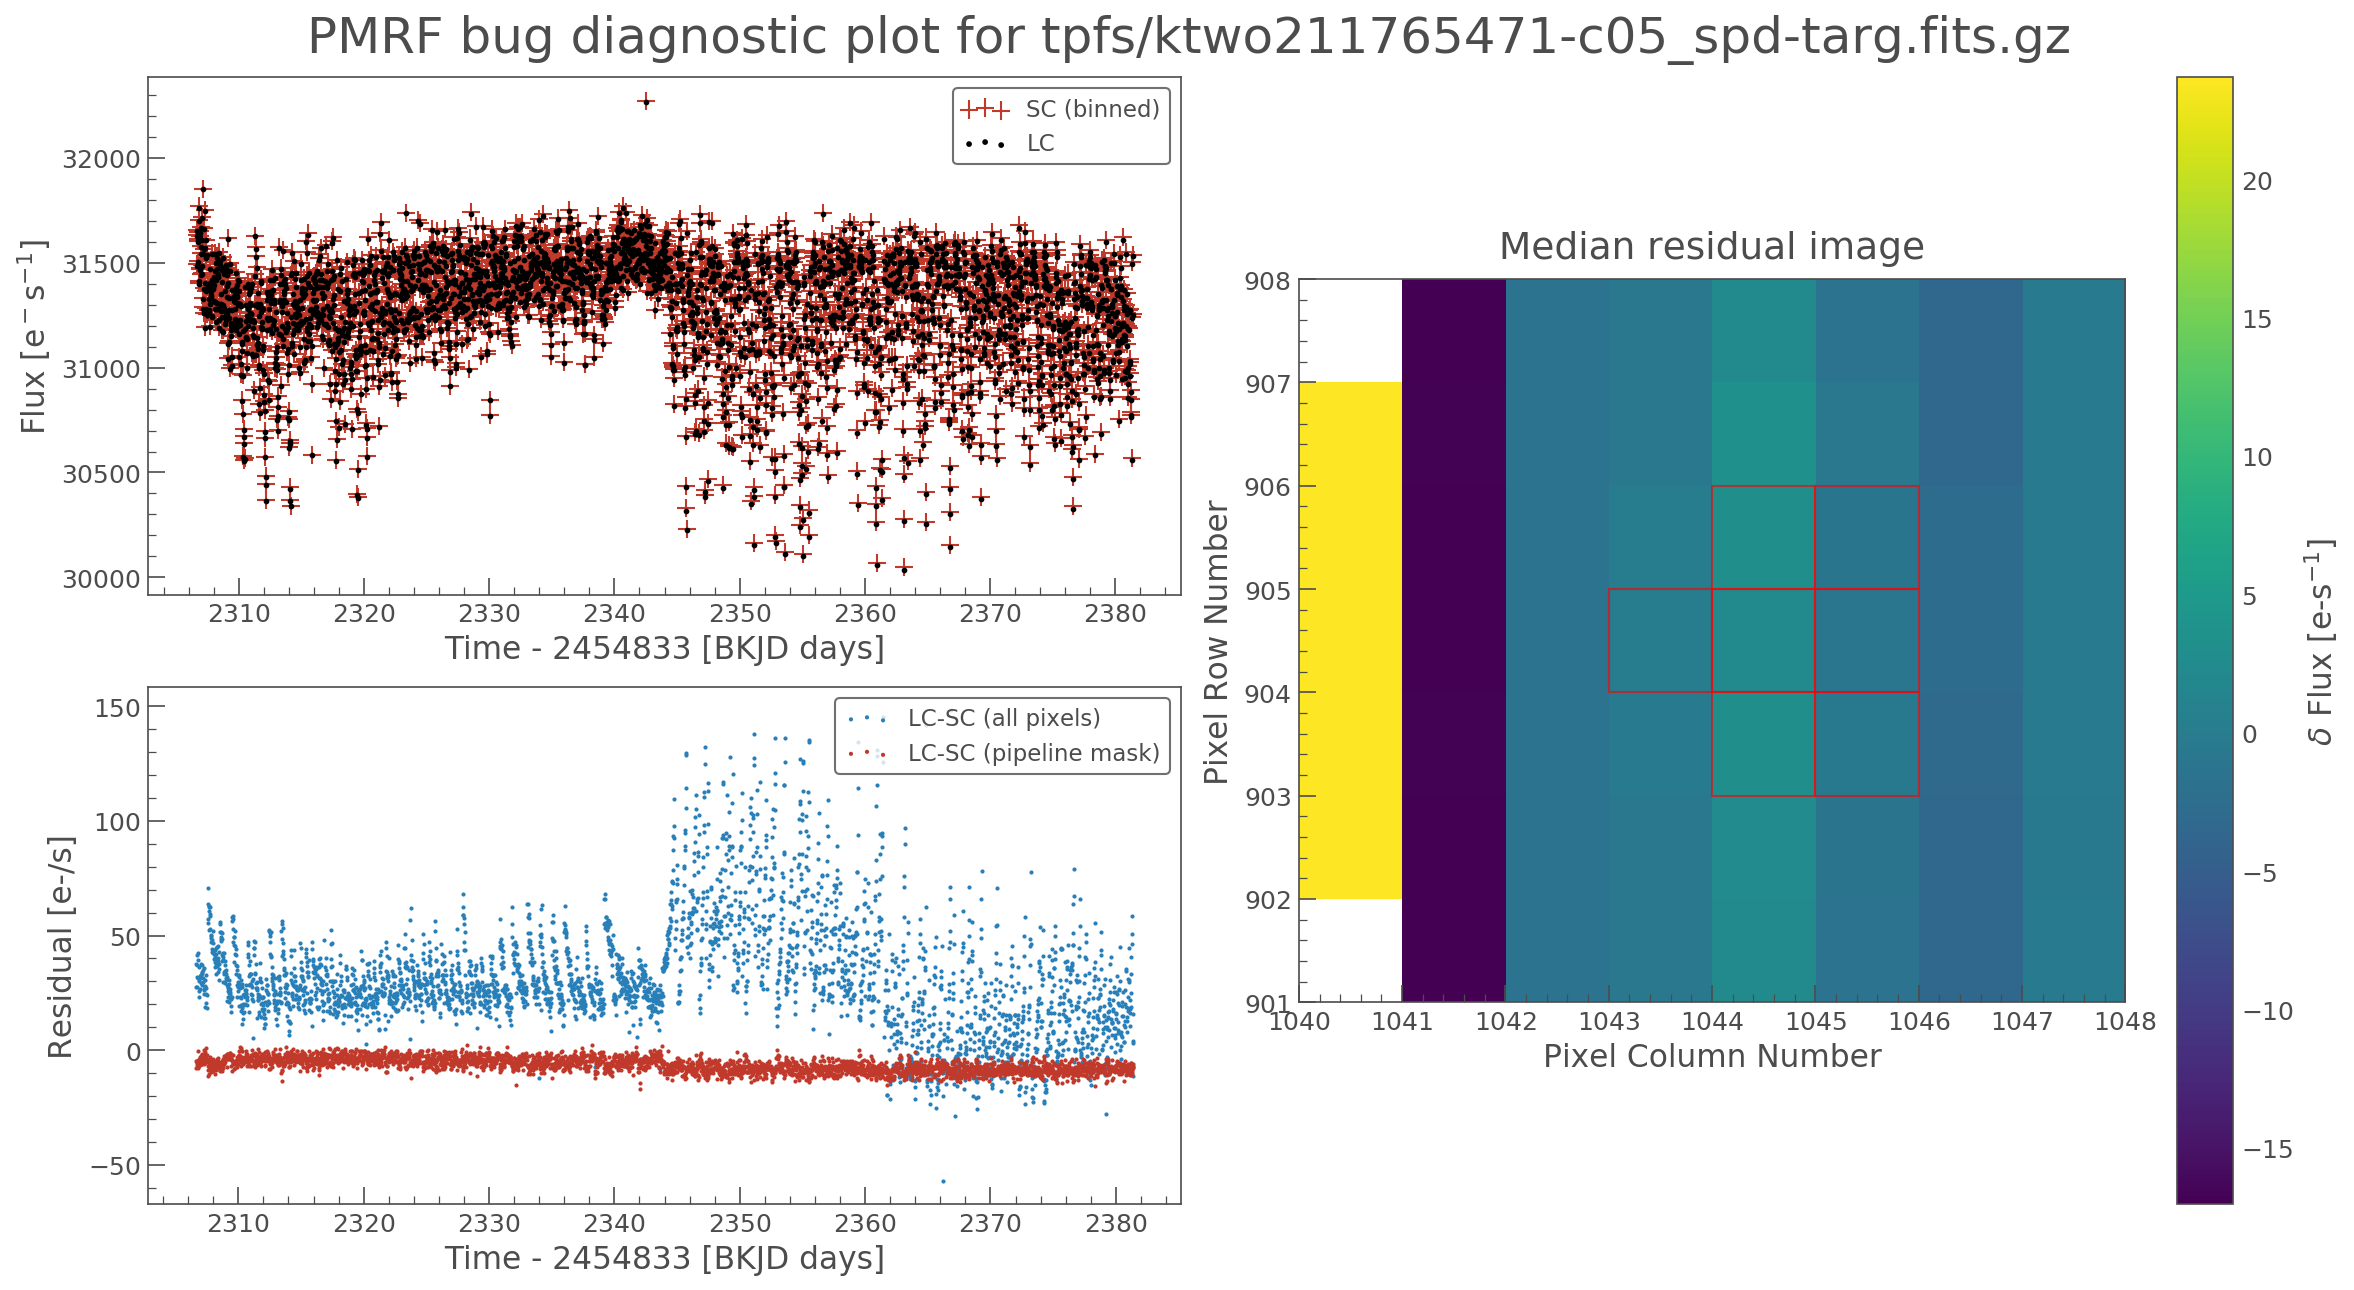 PMRF bug diagnostic plot for tpfs/ktwo211765471-c05_spd-targ.fits.gz
SC (binned)
LC
32000
31500
31000
30500
30000
Flux [e⁻s⁻¹]
2310 2320 2330 2340 2350 2360 2370 2380
Time - 2454833 [BKJD days]
LC-SC (all pixels)
LC-SC (pipeline mask)
150
100
50
0
−50
Residual [e-/s]
2310 2320 2330 2340 2350 2360 2370 2380
Time - 2454833 [BKJD days]
Median residual image
908
907
906
905
904
903
902
901
Pixel Row Number
1040 1041 1042 1043 1044 1045 1046 1047 1048
Pixel Column Number
20
15
10
5
0
−5
−10
−15
δ Flux [e-s⁻¹]